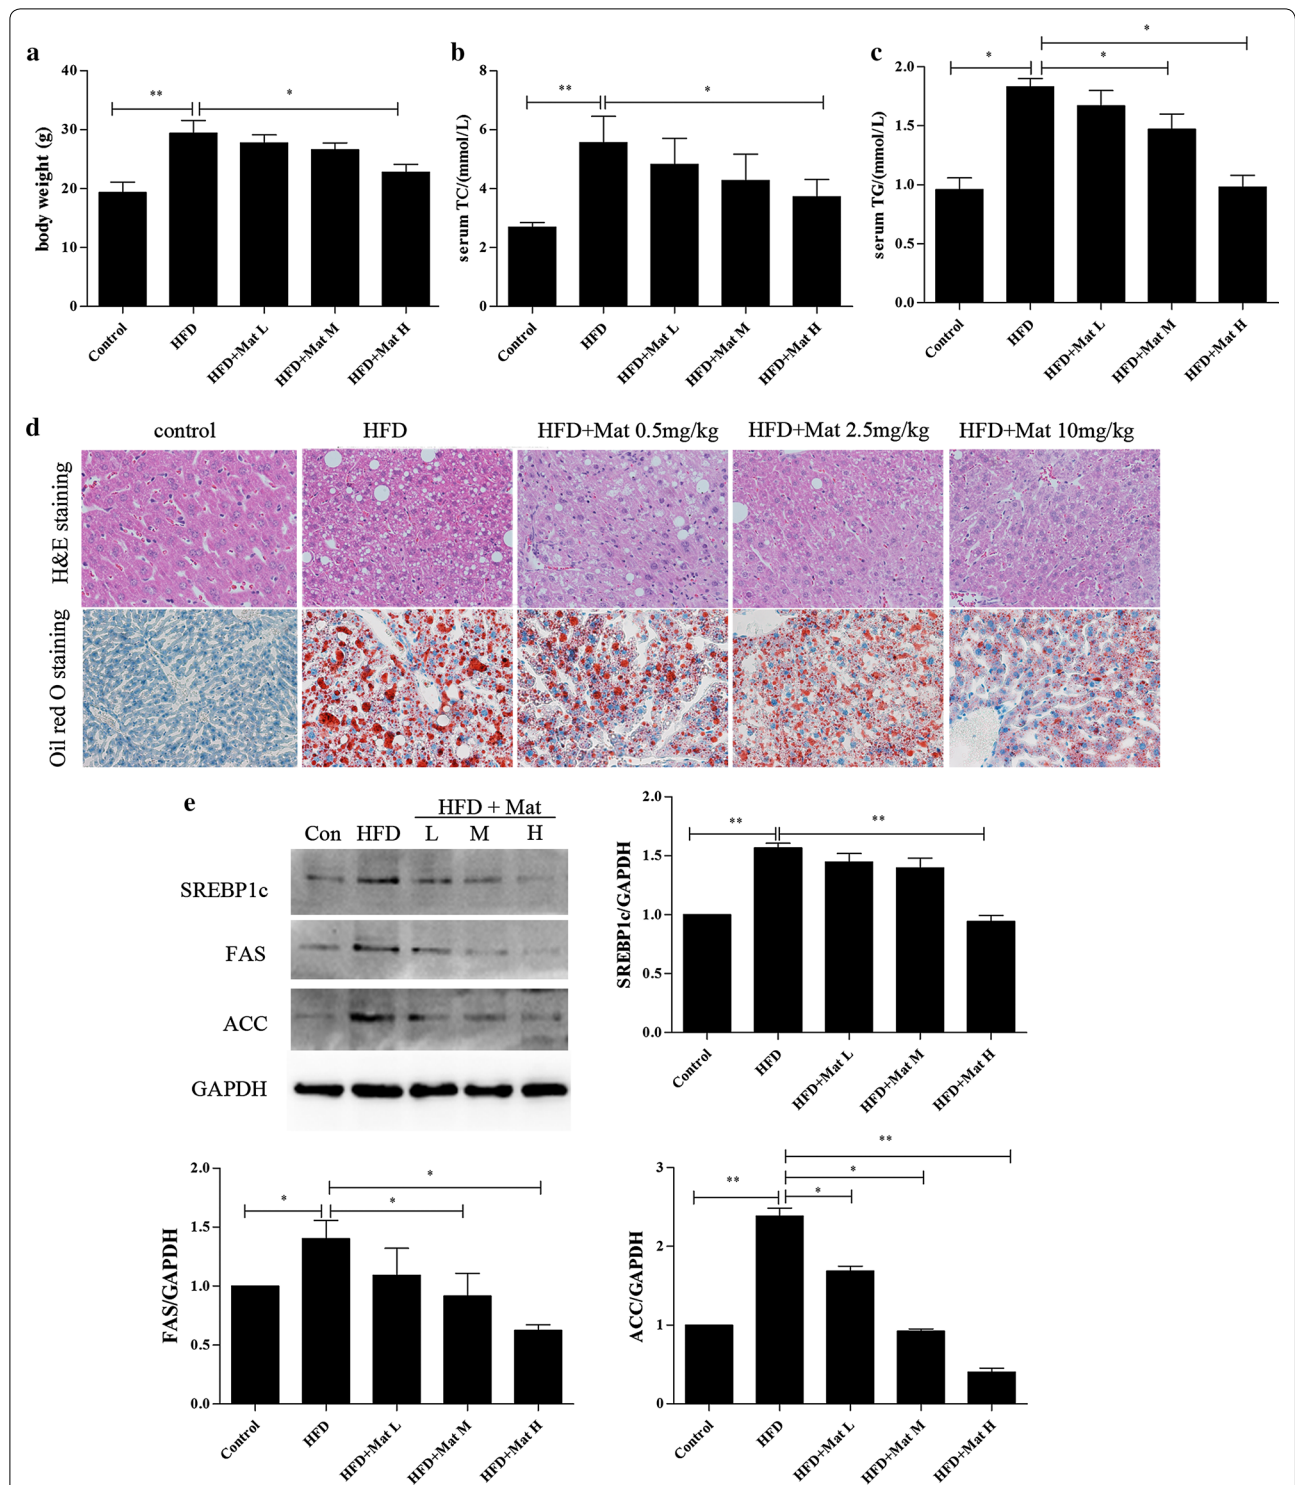 a
40
30
20
10
0
body weight (g)
**
*
Control
HFD
HFD+Mat L
HFD+Mat M
HFD+Mat H
b
8
6
4
2
0
serum TC/(mmol/L)
**
*
Control
HFD
HFD+Mat L
HFD+Mat M
HFD+Mat H
c
2.0
1.5
1.0
0.5
0.0
serum TG/(mmol/L)
*
*
*
Control
HFD
HFD+Mat L
HFD+Mat M
HFD+Mat H
d
control
HFD
HFD+Mat 0.5mg/kg
HFD+Mat 2.5mg/kg
HFD+Mat 10mg/kg
H&E staining
Oil red O staining
e
HFD + Mat
Con HFD L M H
SREBP1c
FAS
ACC
GAPDH
2.0
1.5
1.0
0.5
0.0
SREBP1c/GAPDH
**
**
Control
HFD
HFD+Mat L
HFD+Mat M
HFD+Mat H
2.0
1.5
1.0
0.5
0.0
FAS/GAPDH
*
*
*
Control
HFD
HFD+Mat L
HFD+Mat M
HFD+Mat H
3
2
1
0
ACC/GAPDH
**
*
*
**
Control
HFD
HFD+Mat L
HFD+Mat M
HFD+Mat H